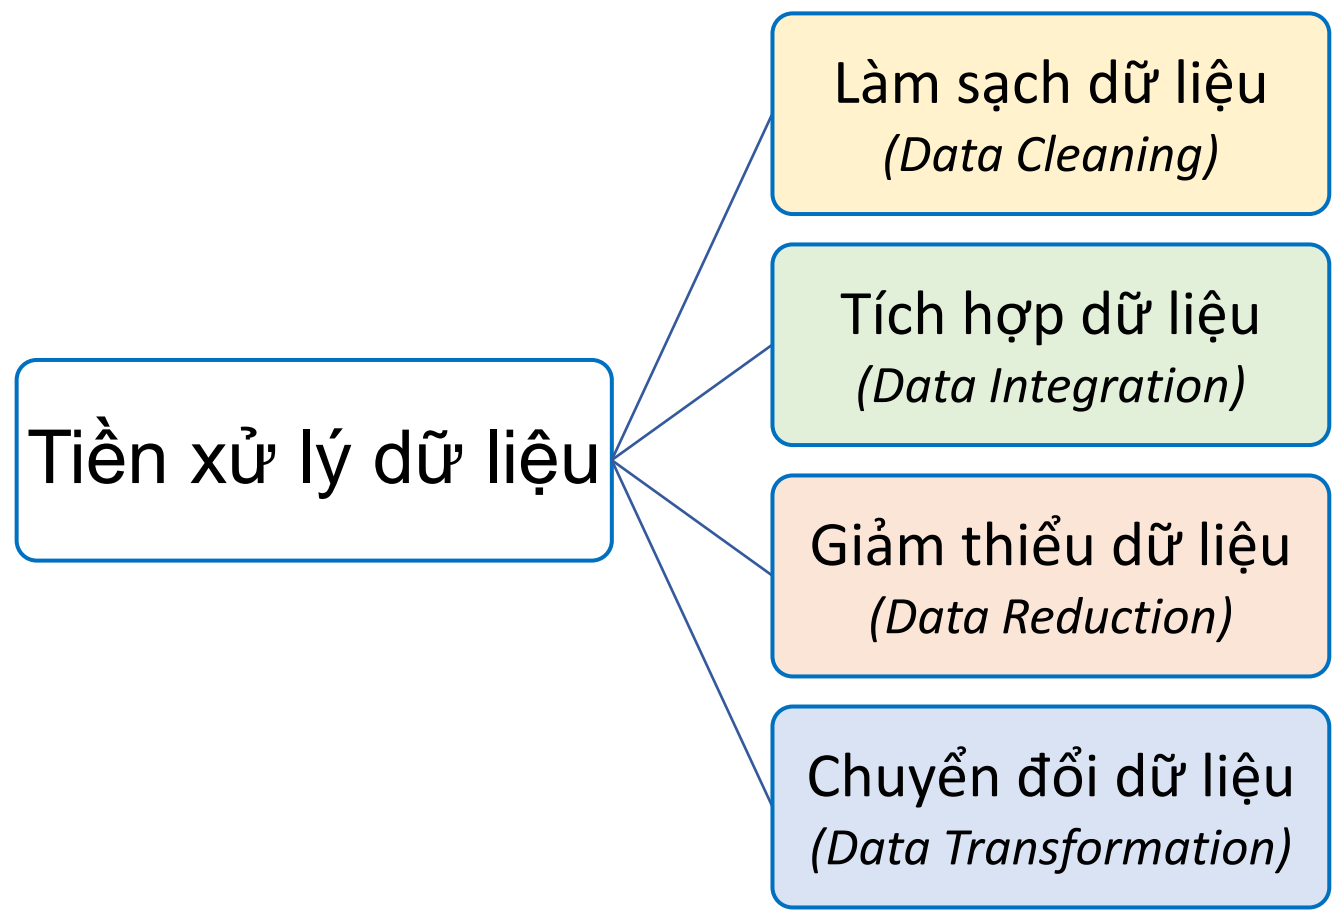 Tiền xử lý dữ liệu
Làm sạch dữ liệu
(Data Cleaning)
Tích hợp dữ liệu
(Data Integration)
Giảm thiểu dữ liệu
(Data Reduction)
Chuyển đổi dữ liệu
(Data Transformation)